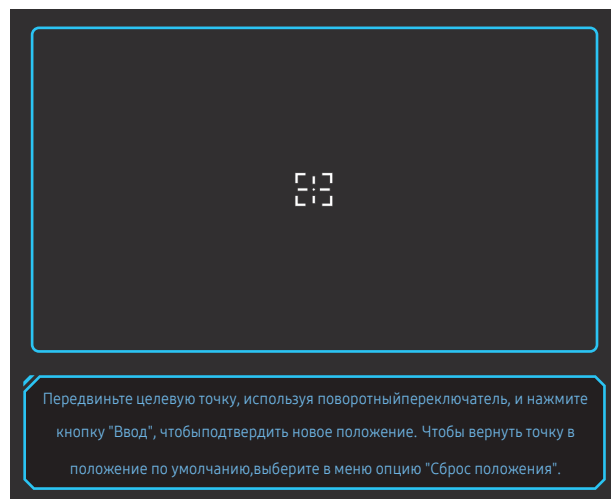 Передвиньте целевую точку, используя поворотныйпереключатель, и нажмите
кнопку "Ввод", чтобыподтвердить новое положение. Чтобы вернуть точку в
положение по умолчанию,выберите в меню опцию "Сброс положения".